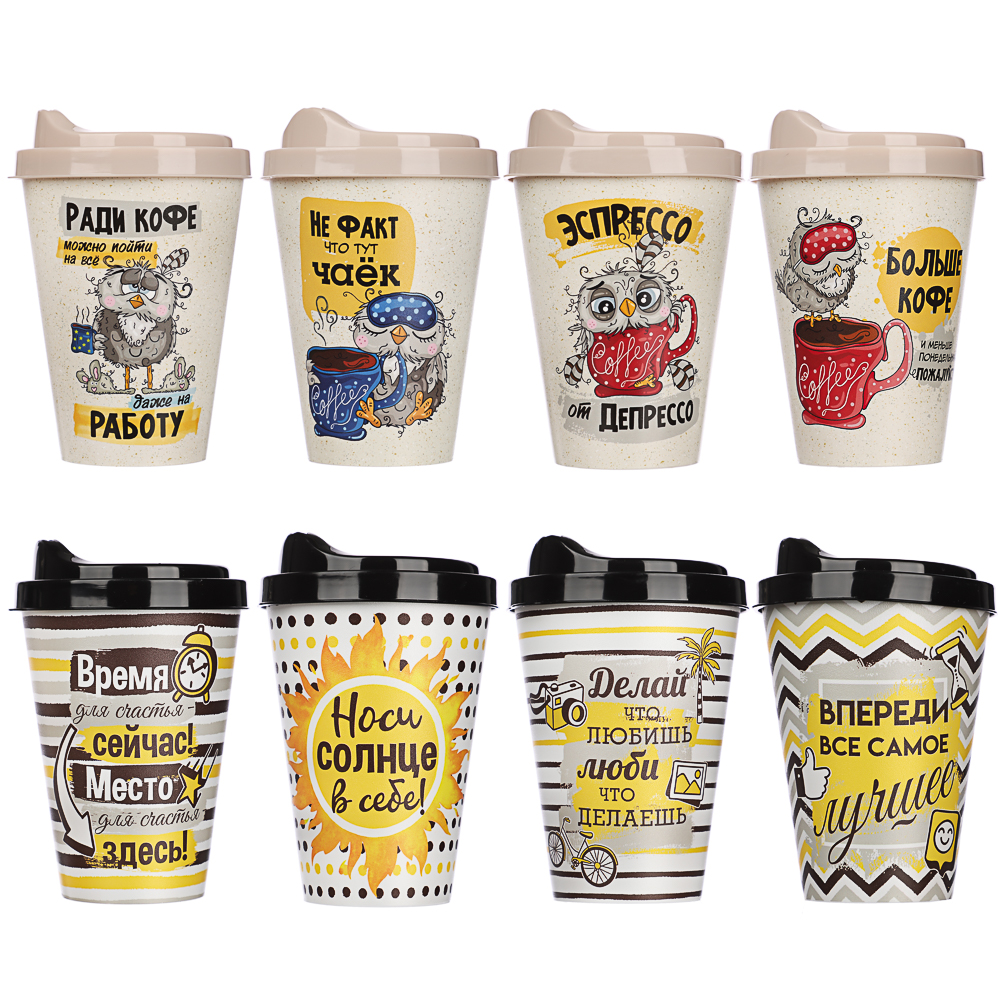 РАДИ КОФЕ
можно пойти
на всё
даже на
РАБОТУ
НЕ ФАКТ
ЧТО ТУТ
ЧАЁК
Coffee
ЭСПРЕССО
Coffee
от ДЕПРЕССО
БОЛЬШЕ
КОФЕ
И МЕНЬШЕ
ПОНЕДЕЛЬН
ПОЖАЛУЙС
Coffee
Время
для счастья -
сейчас!
Место
- для счастья -
здесь!
Носи
солнце
в себе!
Делай
ЧТО
ЛЮБИШЬ
люби
ЧТО
ДЕЛАЕШЬ
ВПЕРЕДИ
ВСЕ САМОЕ
лучшее